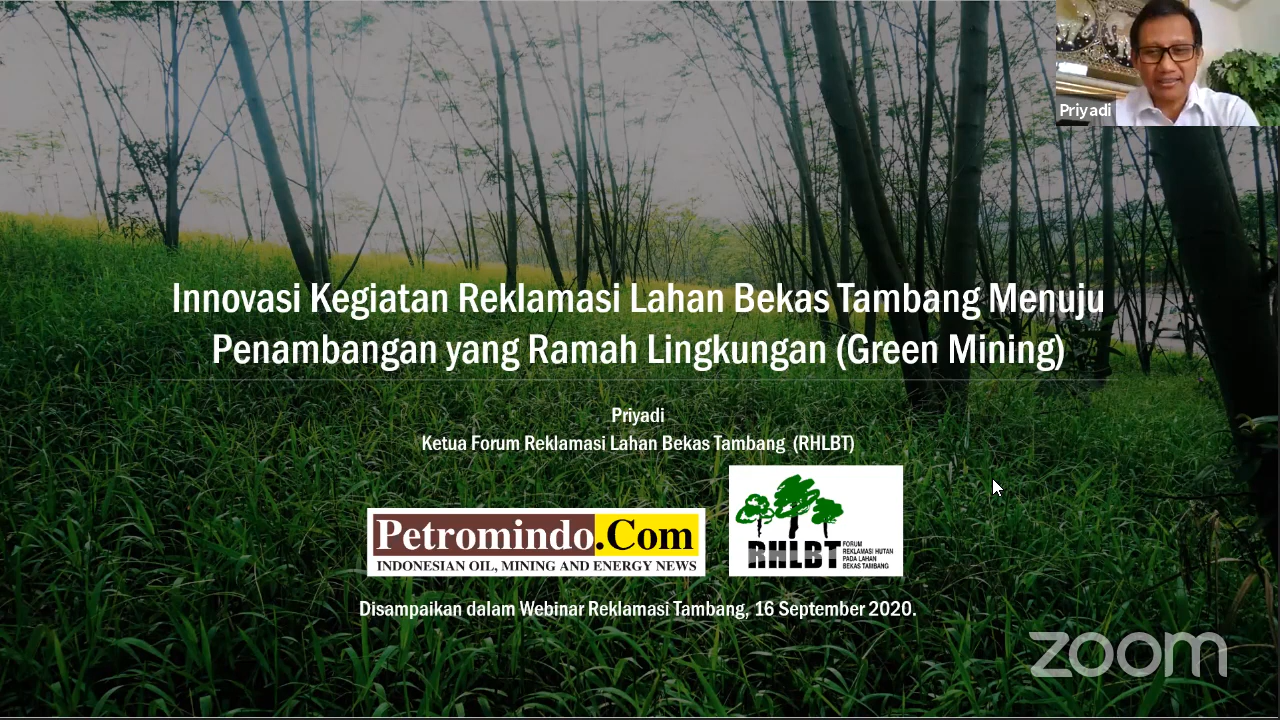 Priyadi
Innovasi Kegiatan Reklamasi Lahan Bekas Tambang Menuju
Penambangan yang Ramah Lingkungan (Green Mining)
Priyadi
Ketua Forum Reklamasi Lahan Bekas Tambang (RHLBT)
Petromindo.Com
INDONESIAN OIL, MINING AND ENERGY NEWS
RHLBT
FORUM
REKLAMASI HUTAN
PADA LAHAN
BEKAS TAMBANG
Disampaikan dalam Webinar Reklamasi Tambang, 16 September 2020.
zoom